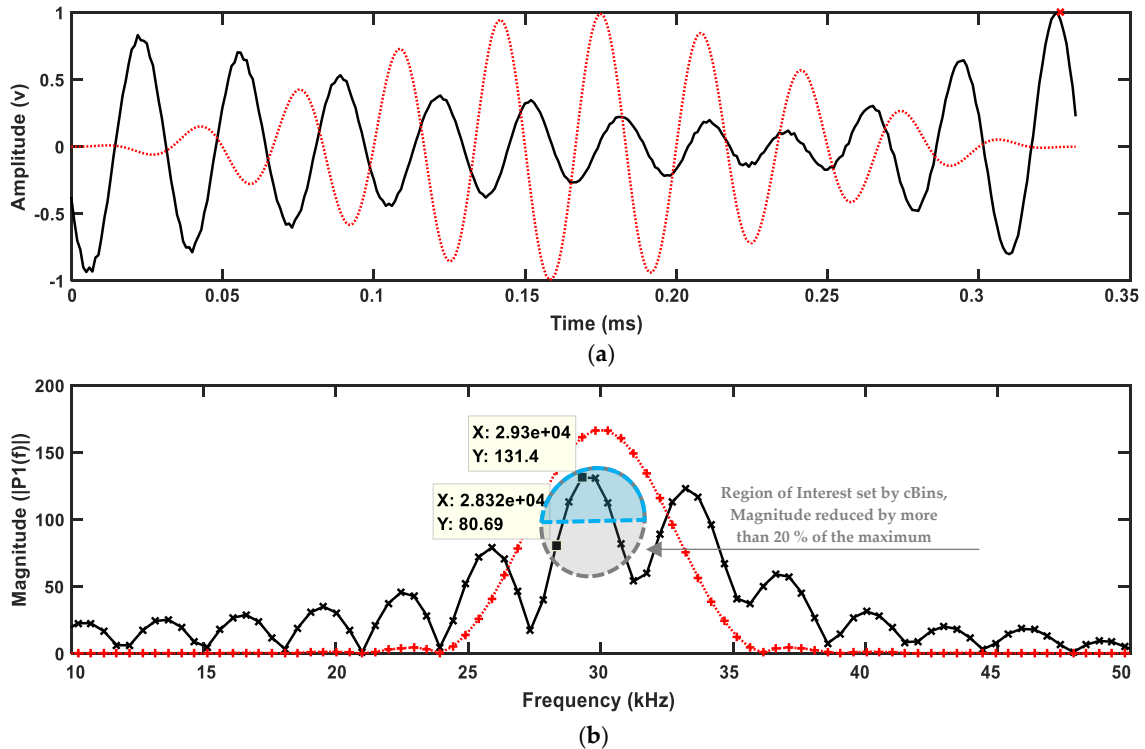 1
0.5
0
-0.5
-1
Amplitude (v)
0 0.05 0.1 0.15 0.20 0.25 0.3 0.35
Time (ms)
(a)
200
150
100
50
0
Magnitude (|P1(f)|)
X: 2.93e+04
Y: 131.4
X: 2.832e+04
Y: 80.69
Region of Interest set by cBins,
Magnitude reduced by more
than 20 % of the maximum
10 15 20 25 30 35 40 45 50
Frequency (kHz)
(b)